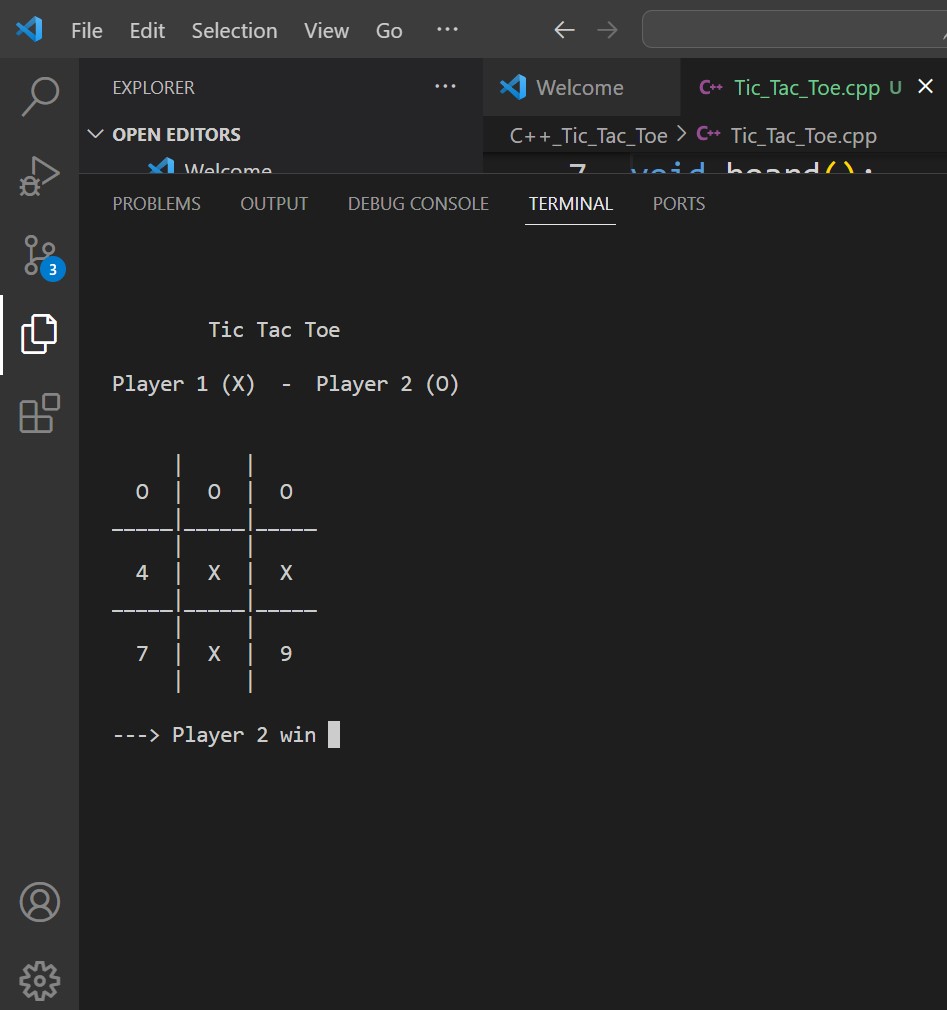 File Edit Selection View Go ...
EXPLORER ...
Welcome
C++ Tic_Tac_Toe.cpp U ×
OPEN EDITORS
C++_Tic_Tac_Toe > C++ Tic_Tac_Toe.cpp
Welcome
7 void board();
PROBLEMS OUTPUT DEBUG CONSOLE TERMINAL PORTS
3
Tic Tac Toe
Player 1 (X)  -  Player 2 (O)
     |     |
  O  |  O  |  O
_____|_____|_____
     |     |
  4  |  X  |  X
_____|_____|_____
     |     |
  7  |  X  |  9
     |     |
---> Player 2 win